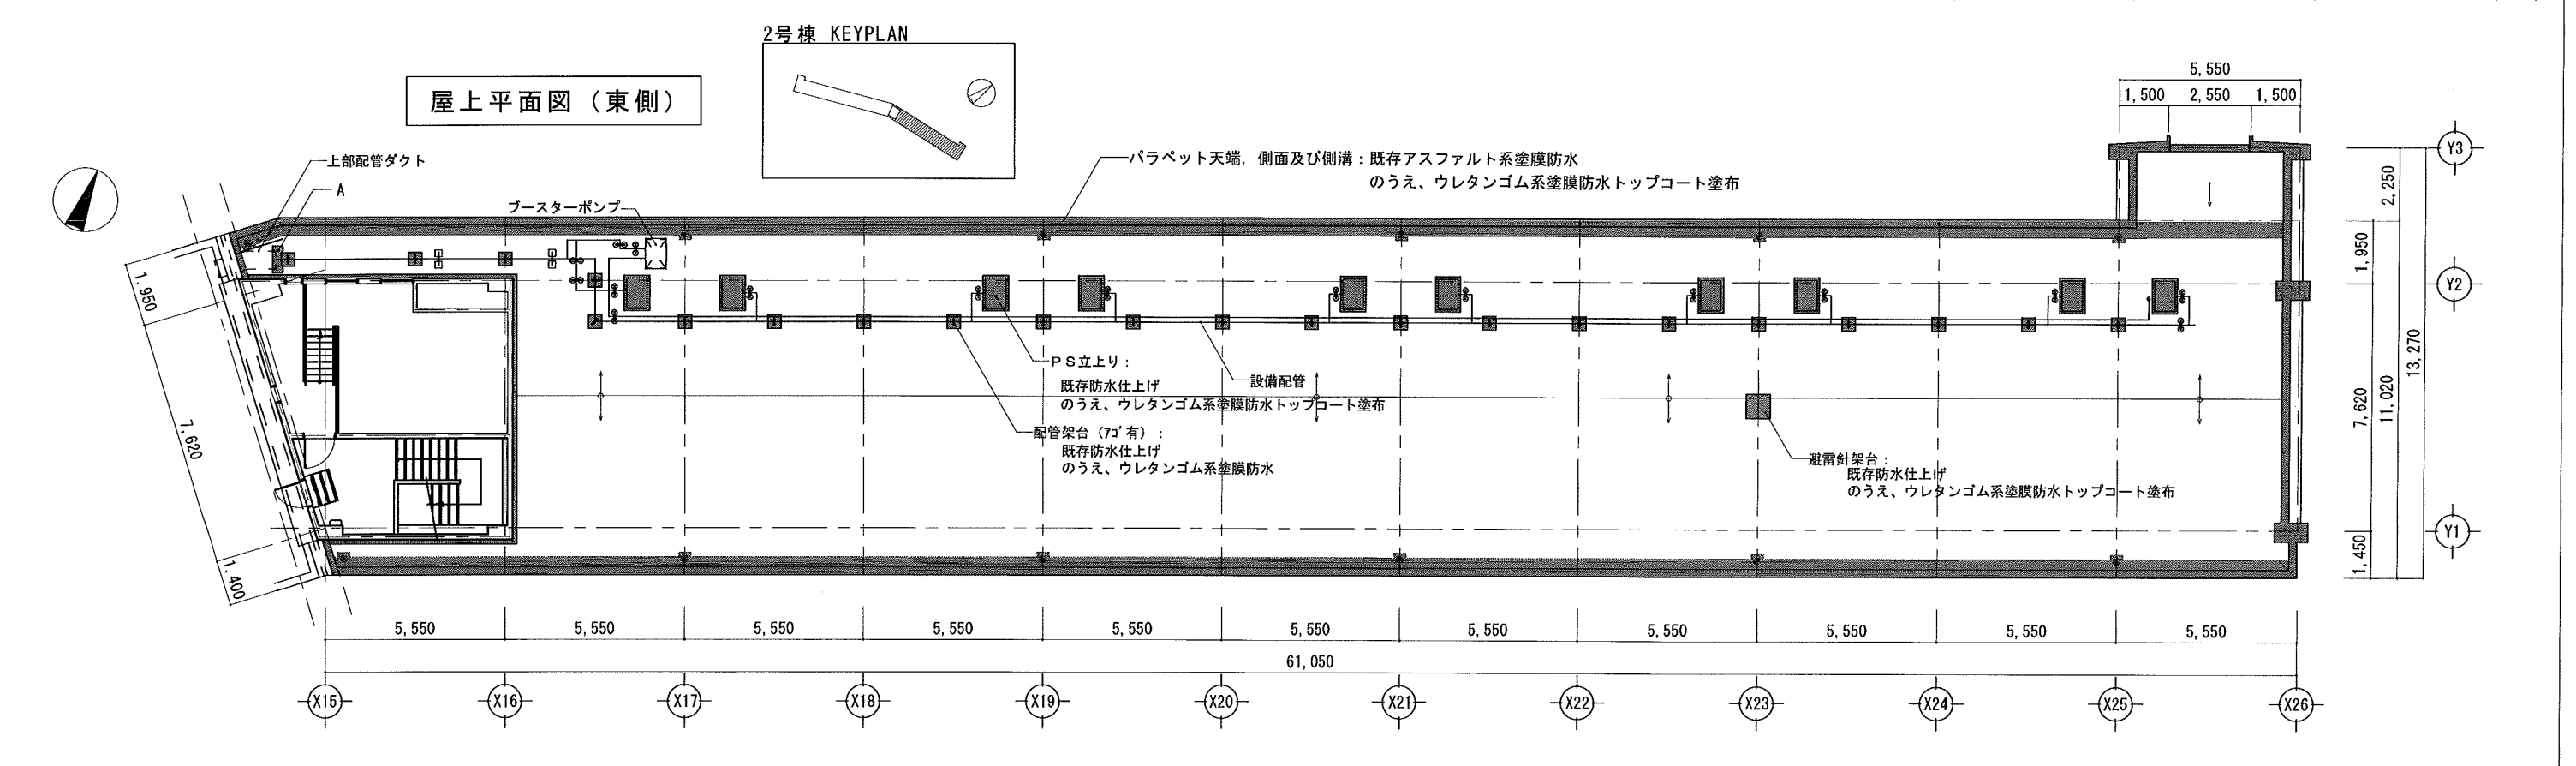 2号棟 KEYPLAN
屋上平面図（東側）
5,550
1,500 2,550 1,500
上部配管ダクト
A
ブースターポンプ
パラペット天端，側面及び側溝：既存アスファルト系塗膜防水
のうえ、ウレタンゴム系塗膜防水トップコート塗布
Y3
2,250
1,950
Y2
13,270
11,020
7,620
1,450
Y1
1,950
7,620
1,400
PS立上り：
既存防水仕上げ
のうえ、ウレタンゴム系塗膜防水トップコート塗布
設備配管
配管架台（ｱｺﾞ有）：
既存防水仕上げ
のうえ、ウレタンゴム系塗膜防水
避雷針架台：
既存防水仕上げ
のうえ、ウレタンゴム系塗膜防水トップコート塗布
5,550 5,550 5,550 5,550 5,550 5,550 5,550 5,550 5,550 5,550 5,550
61,050
X15 X16 X17 X18 X19 X20 X21 X22 X23 X24 X25 X26